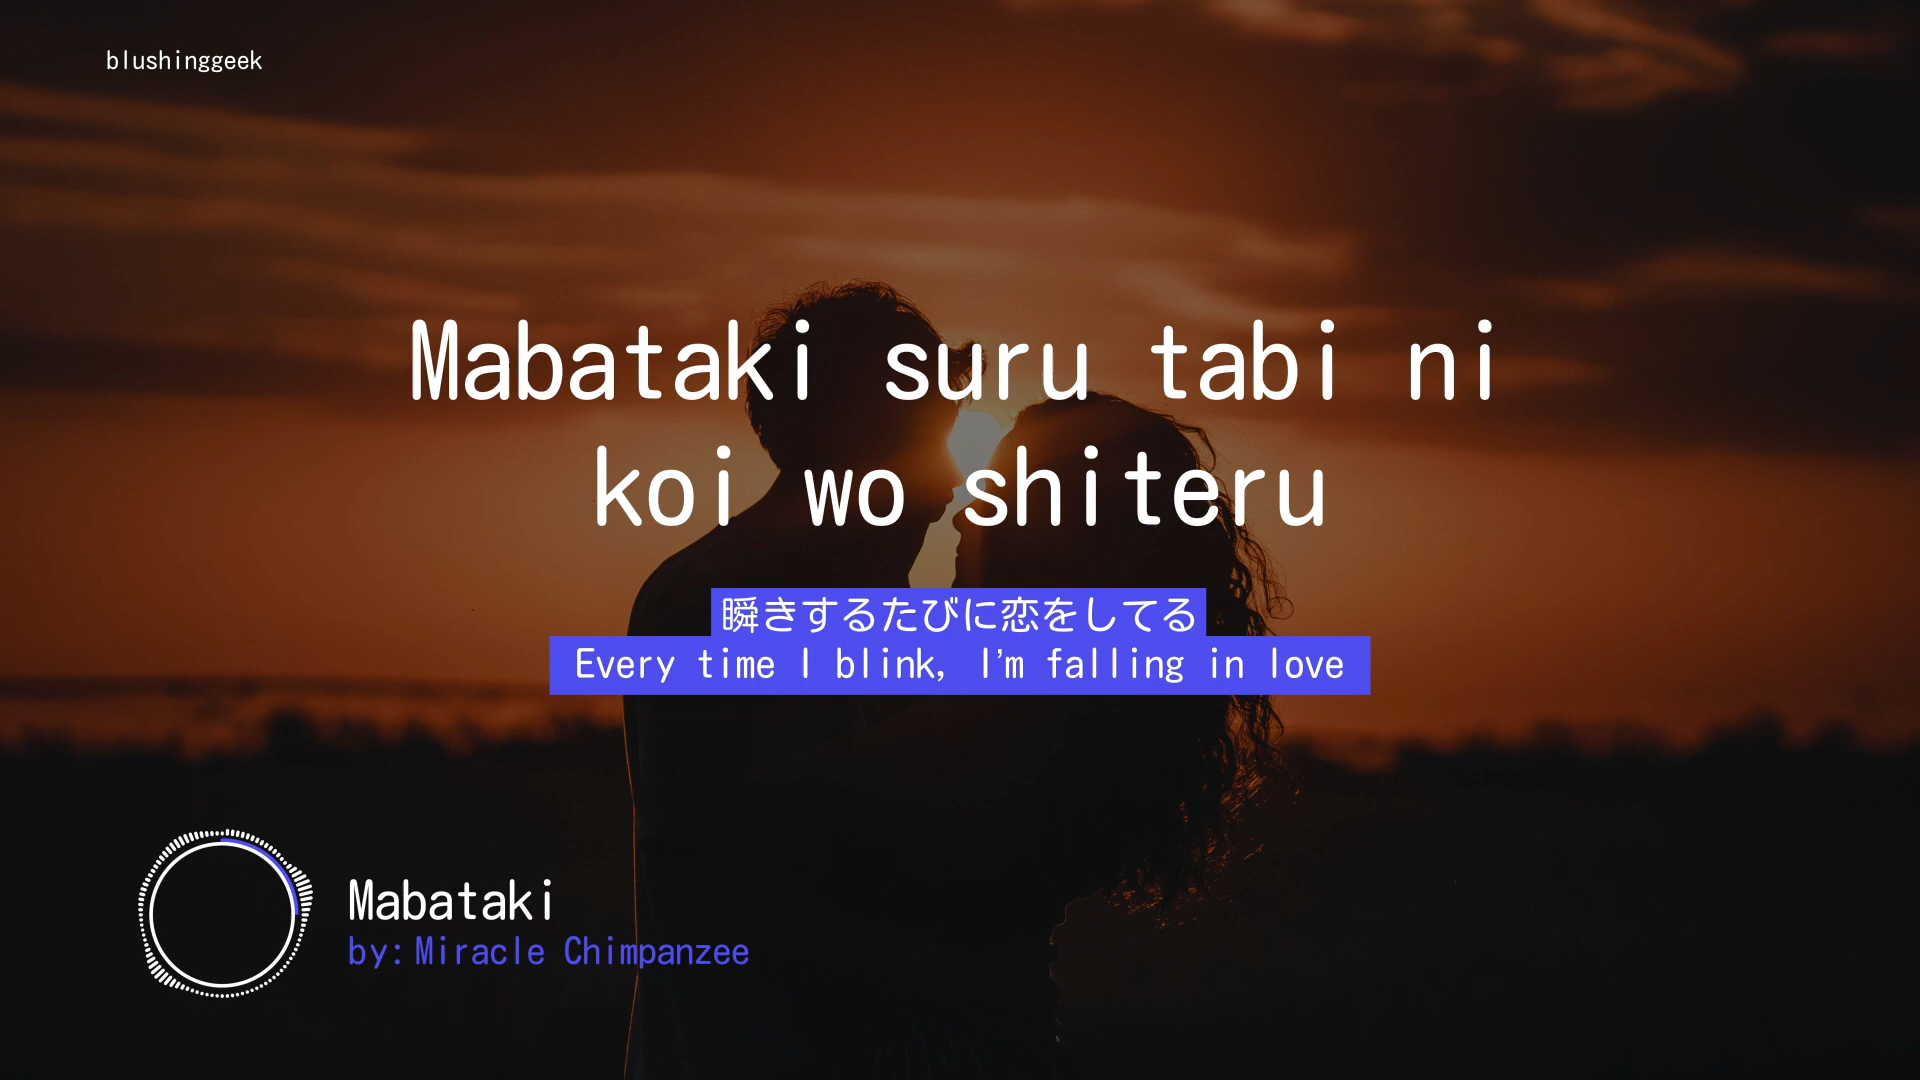 blushinggeek
Mabataki suru tabi ni
koi wo shiteru
瞬きするたびに恋をしてる
Every time I blink, I'm falling in love
Mabataki
by: Miracle Chimpanzee